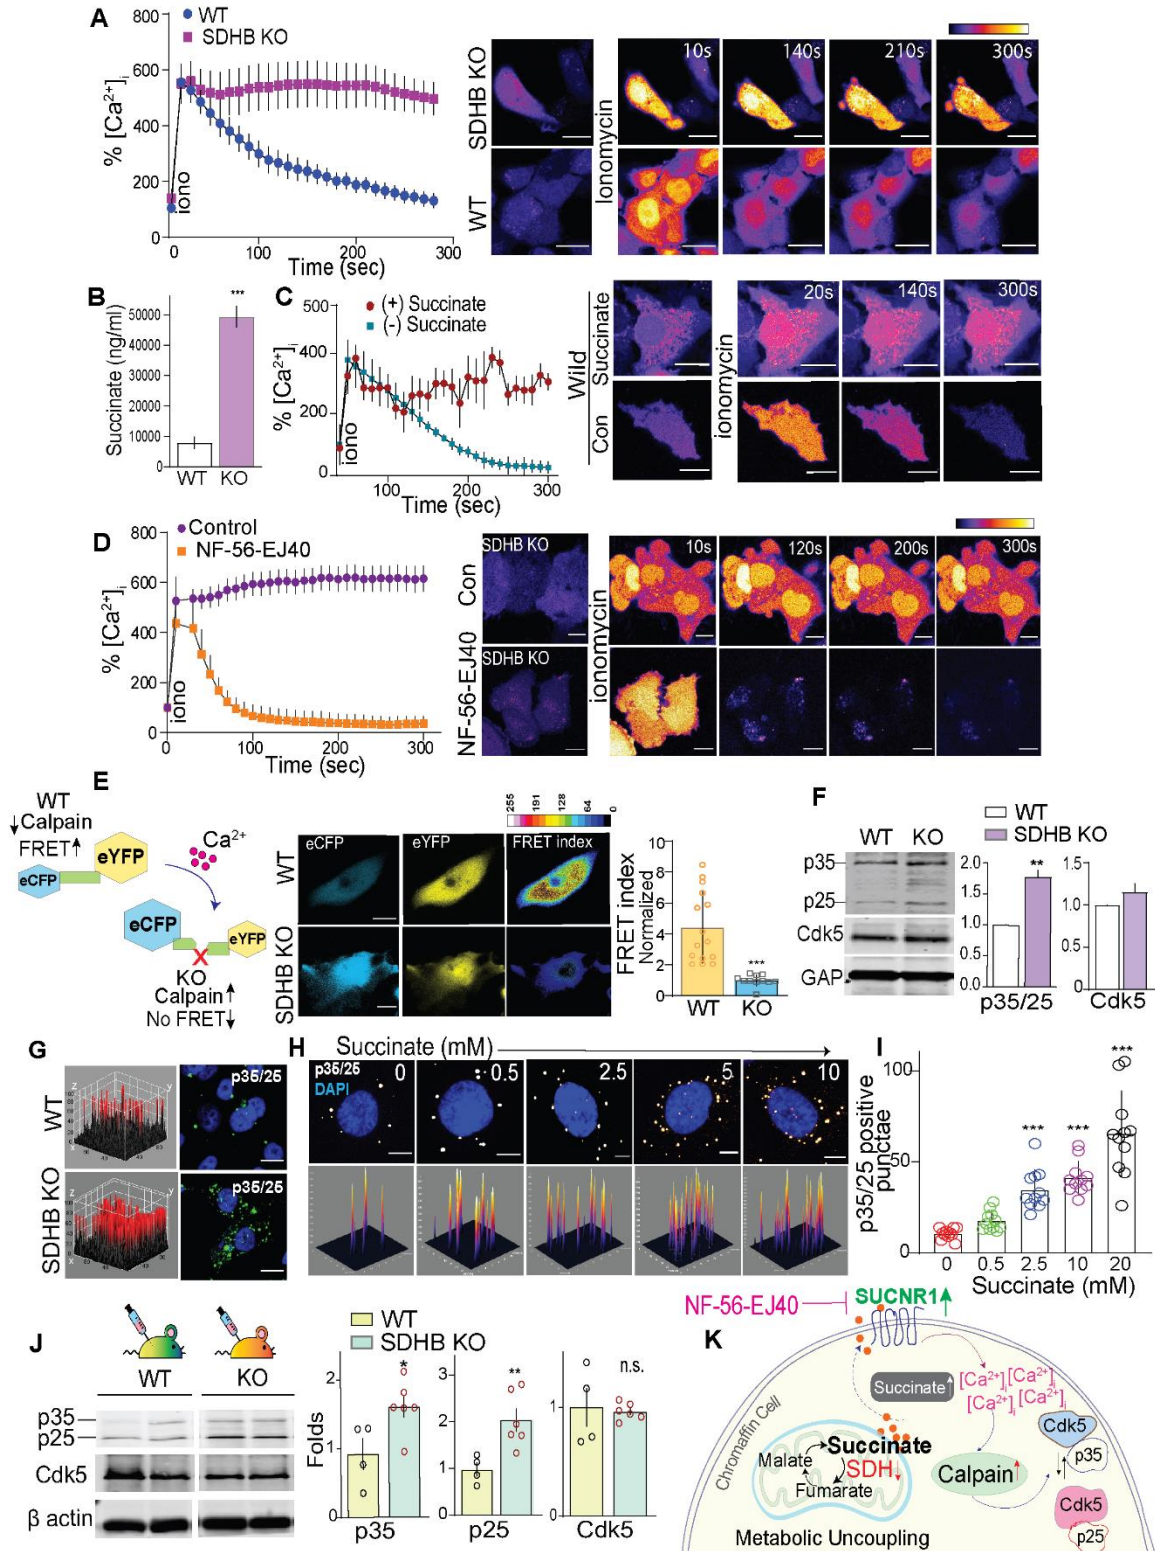 A
WT
SDHB KO
800
600
400
200
0
% [Ca²⁺]ᵢ
iono
0
100
200
300
Time (sec)
SDHB KO
WT
Ionomycin
10s
140s
210s
300s
B
***
Succinate (ng/ml)
50000
40000
30000
20000
10000
0
WT
KO
C
500
400
200
0
% [Ca²⁺]ᵢ
(+) Succinate
(-) Succinate
iono
100
200
300
Time (sec)
Wild
Succinate
Con
ionomycin
20s
140s
300s
D
Control
NF-56-EJ40
800
600
400
200
0
% [Ca²⁺]ᵢ
iono
0
100
200
300
Time (sec)
SDHB KO
Con
SDHB KO
NF-56-EJ40
ionomycin
10s
120s
200s
300s
E
WT
↓Calpain
FRET↑
eCFP
eYFP
Ca²⁺
eCFP
eYFP
X
KO
Calpain↑
No FRET↓
255
191
128
64
0
WT
SDHB KO
eCFP
eYFP
FRET index
FRET index
Normalized
10
8
6
4
2
0
***
WT
KO
F
WT
SDHB KO
WT
KO
p35
p25
Cdk5
GAP
2.0
1.5
1.0
0.5
0.0
**
p35/25
1.5
1.0
0.5
0
Cdk5
G
WT
SDHB KO
p35/25
p35/25
H
Succinate (mM)
p35/25
DAPI
0
0.5
2.5
5
10
I
p35/25 positive
punctae
100
50
0
***
***
***
0
0.5
2.5
10
20
Succinate (mM)
J
WT
KO
p35
p25
Cdk5
β actin
WT
SDHB KO
Folds
2
1
0
*
p35
3
2
1
0
**
p25
1
0
n.s.
Cdk5
K
NF-56-EJ40
SUCNR1↑
Chromaffin Cell
Succinate↑
[Ca²⁺]ᵢ
[Ca²⁺]ᵢ
[Ca²⁺]ᵢ
[Ca²⁺]ᵢ
Succinate
SDH↓
Malate
Fumarate
Calpain↑
Cdk5
p35
Cdk5
p25
Metabolic Uncoupling